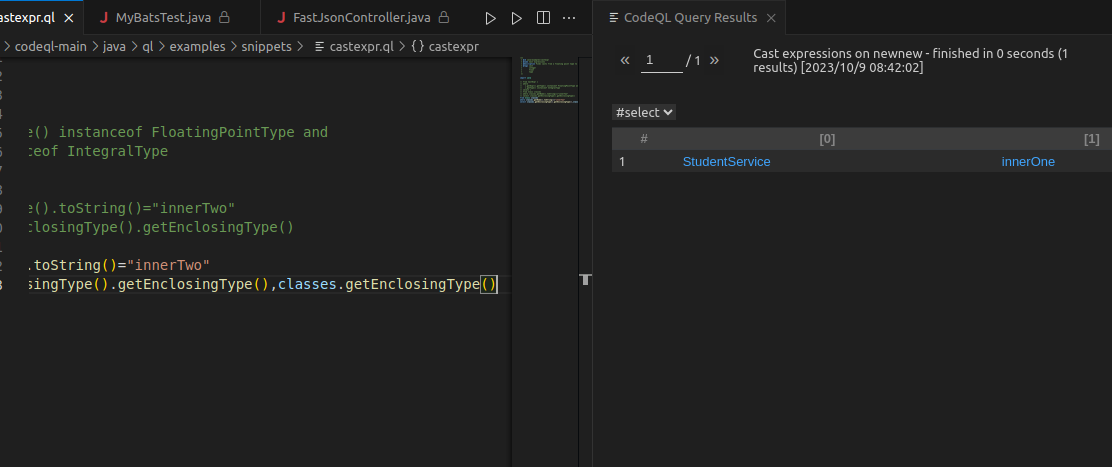 astexpr.ql
MyBatsTest.java
FastJsonController.java
codeql-main > java > ql > examples > snippets > castexpr.ql > {} castexpr
e() instanceof FloatingPointType and
ceof IntegralType
e().toString()="innerTwo"
closingType().getEnclosingType()
.toString()="innerTwo"
singType().getEnclosingType(),classes.getEnclosingType()
CodeQL Query Results
« 1 / 1 »
Cast expressions on newnew - finished in 0 seconds (1
results) [2023/10/9 08:42:02]
#select
# [0] [1]
1 StudentService innerOne